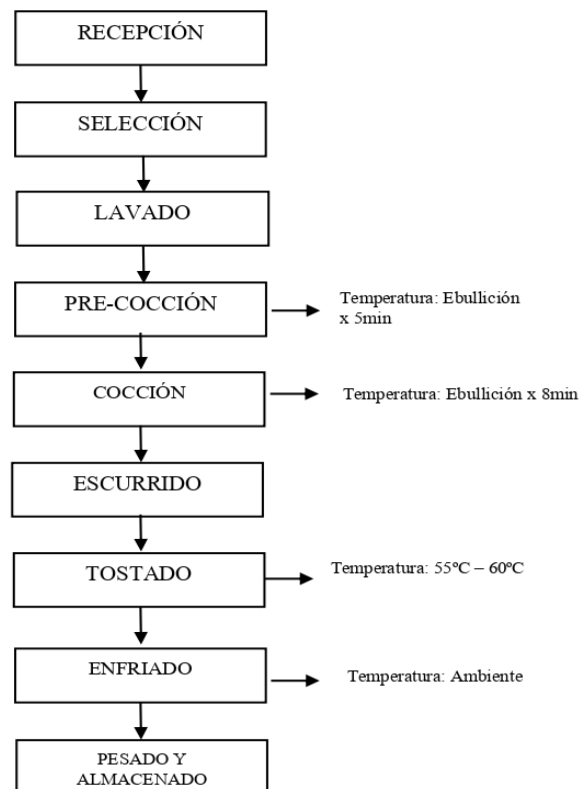 RECEPCIÓN
SELECCIÓN
LAVADO
PRE-COCCIÓN
Temperatura: Ebullición
x 5min
COCCIÓN
Temperatura: Ebullición x 8min
ESCURRIDO
TOSTADO
Temperatura: 55ºC – 60ºC
ENFRIADO
Temperatura: Ambiente
PESADO Y
ALMACENADO